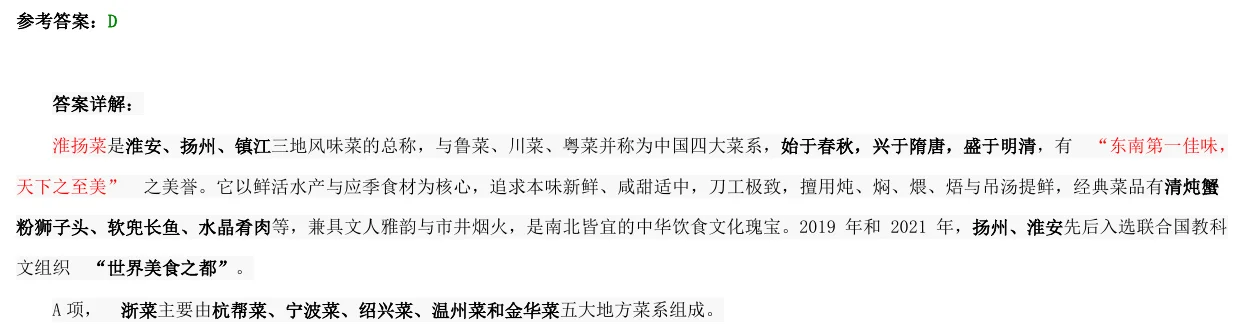 参考答案：D
答案详解：
淮扬菜是淮安、扬州、镇江三地风味菜的总称，与鲁菜、川菜、粤菜并称为中国四大菜系，始于春秋，兴于隋唐，盛于明清，有 “东南第一佳味，
天下之至美” 之美誉。它以鲜活水产与应季食材为核心，追求本味新鲜、咸甜适中，刀工极致，擅用炖、焖、煨、焐与吊汤提鲜，经典菜品有清炖蟹
粉狮子头、软兜长鱼、水晶肴肉等，兼具文人雅韵与市井烟火，是南北皆宜的中华饮食文化瑰宝。2019 年和 2021 年，扬州、淮安先后入选联合国教科
文组织 “世界美食之都”。
A 项， 浙菜主要由杭帮菜、宁波菜、绍兴菜、温州菜和金华菜五大地方菜系组成。